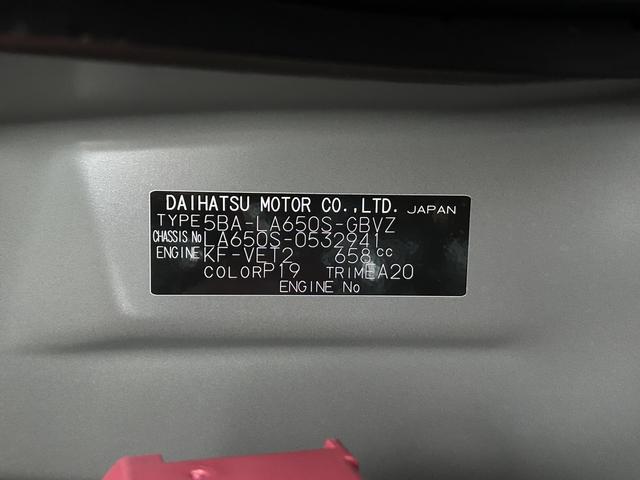 DAIHATSU MOTOR CO.,LTD. JAPAN
TYPE 5BA-LA650S-GBVZ
CHASSIS No LA650S-0532941
ENGINE KF-VET2 658cc
COLOR P19 TRIM EA20
ENGINE No